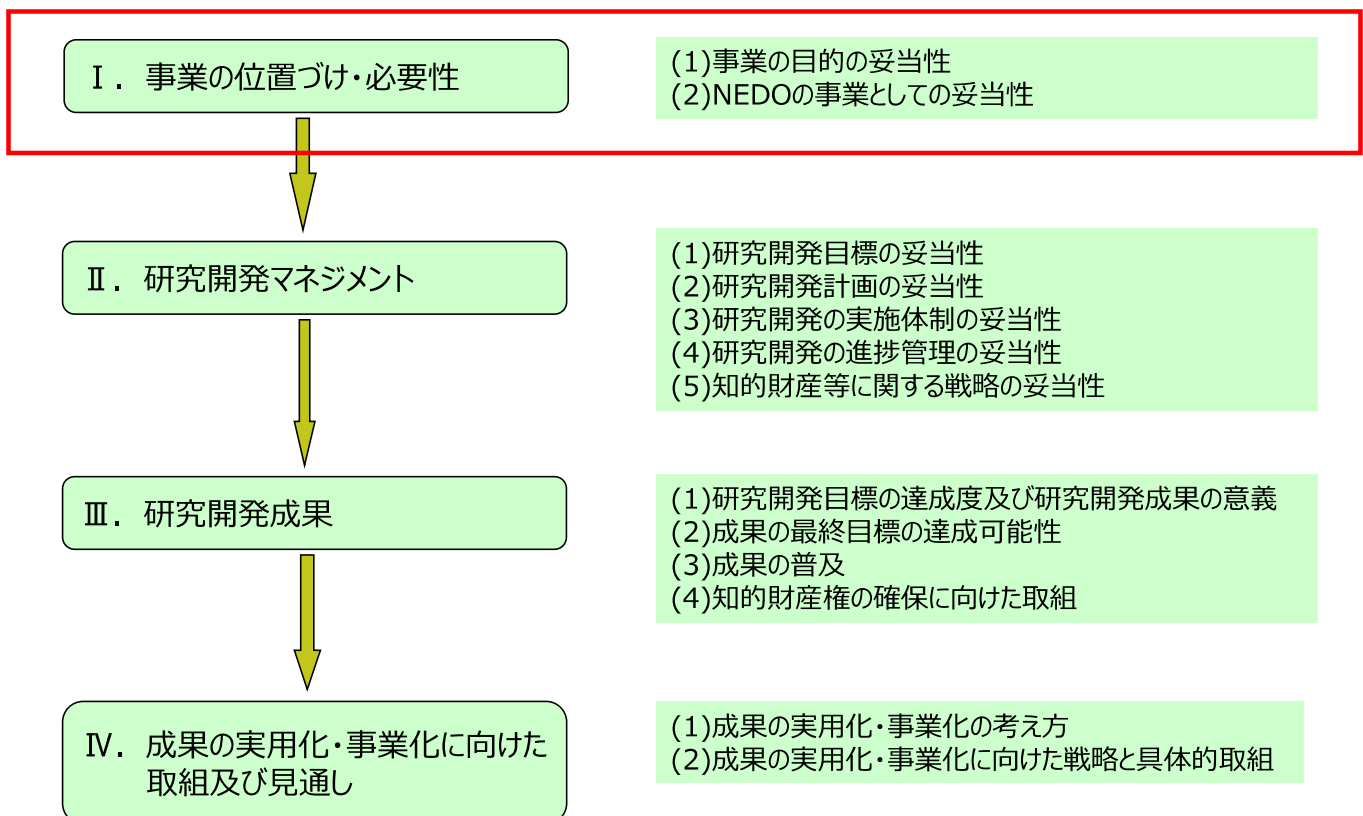 Ⅰ. 事業の位置づけ・必要性
(1)事業の目的の妥当性
(2)NEDOの事業としての妥当性
Ⅱ. 研究開発マネジメント
(1)研究開発目標の妥当性
(2)研究開発計画の妥当性
(3)研究開発の実施体制の妥当性
(4)研究開発の進捗管理の妥当性
(5)知的財産等に関する戦略の妥当性
Ⅲ. 研究開発成果
(1)研究開発目標の達成度及び研究開発成果の意義
(2)成果の最終目標の達成可能性
(3)成果の普及
(4)知的財産権の確保に向けた取組
Ⅳ. 成果の実用化・事業化に向けた
取組及び見通し
(1)成果の実用化・事業化の考え方
(2)成果の実用化・事業化に向けた戦略と具体的取組